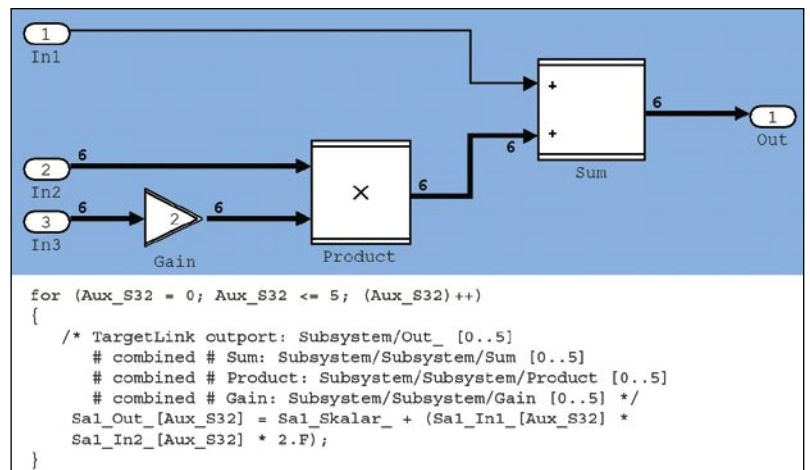 1
In1
6
2
In2
6
3
In3
2
Gain
6
×
Product
6
6
+
+
Sum
6
1
Out
for (Aux_S32 = 0; Aux_S32 <= 5; (Aux_S32)++)
{
/* TargetLink outport: Subsystem/Out_ [0..5]
# combined # Sum: Subsystem/Subsystem/Sum [0..5]
# combined # Product: Subsystem/Subsystem/Product [0..5]
# combined # Gain: Subsystem/Subsystem/Gain [0..5] */
Sa1_Out_[Aux_S32] = Sa1_Skalar_ + (Sa1_In1_[Aux_S32] *
Sa1_In2_[Aux_S32] * 2.F);
}